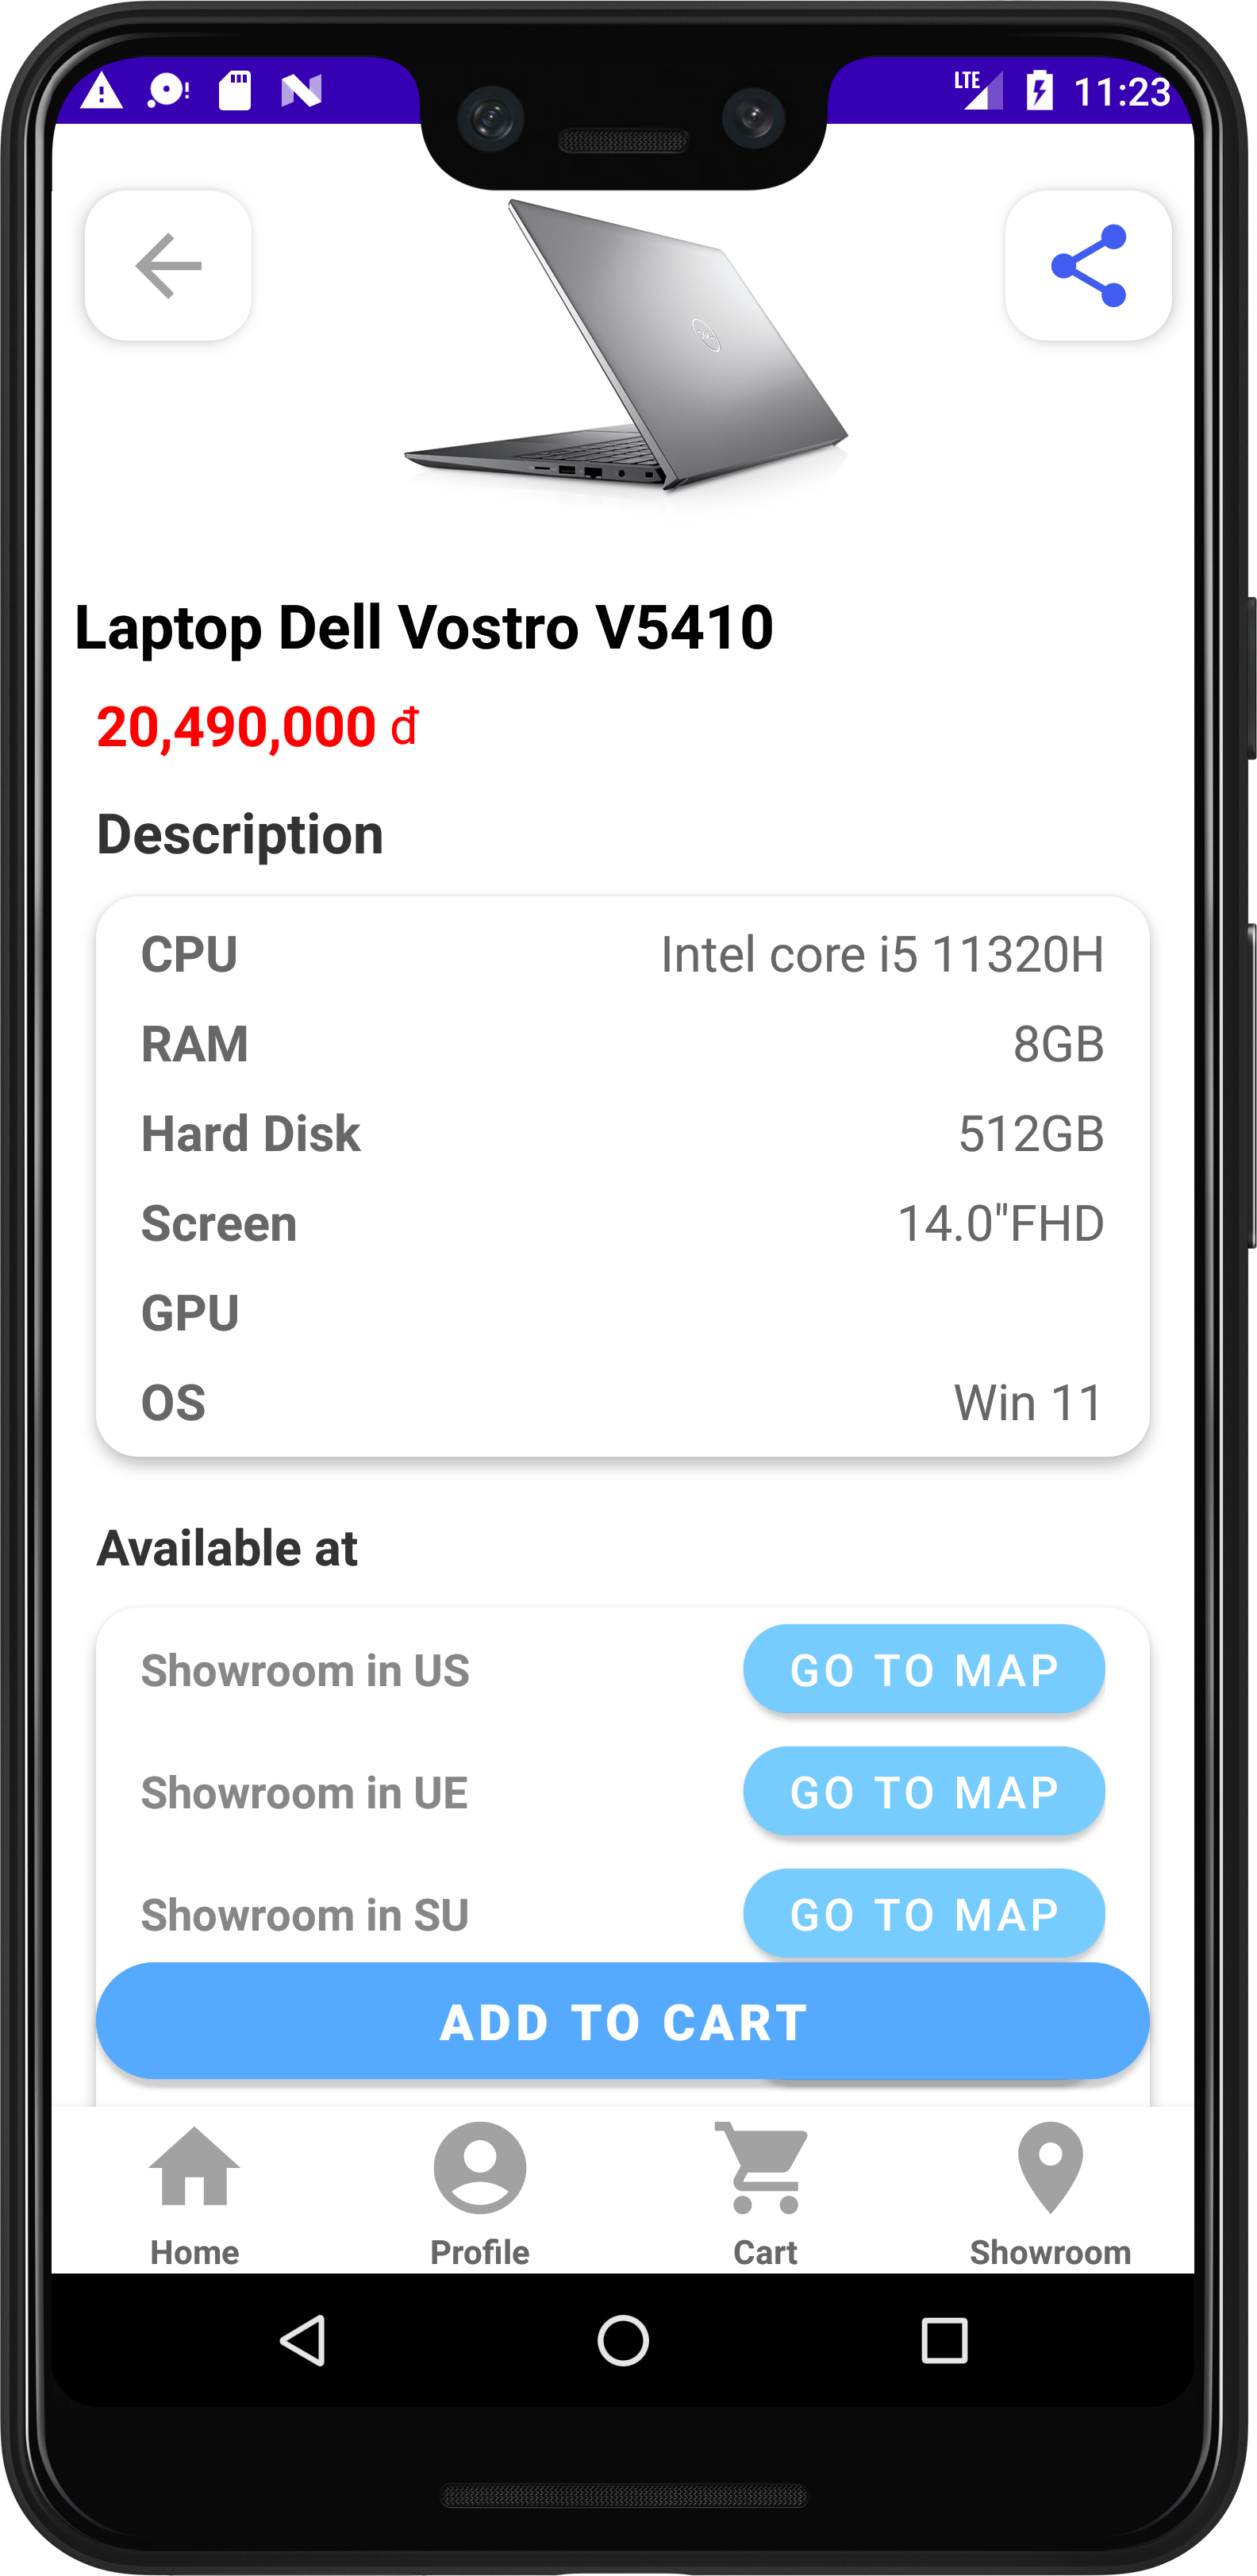 LTE 11:23
Laptop Dell Vostro V5410
20,490,000 đ
Description
CPU Intel core i5 11320H
RAM 8GB
Hard Disk 512GB
Screen 14.0"FHD
GPU
OS Win 11
Available at
Showroom in US GO TO MAP
Showroom in UE GO TO MAP
Showroom in SU GO TO MAP
ADD TO CART
Home Profile Cart Showroom